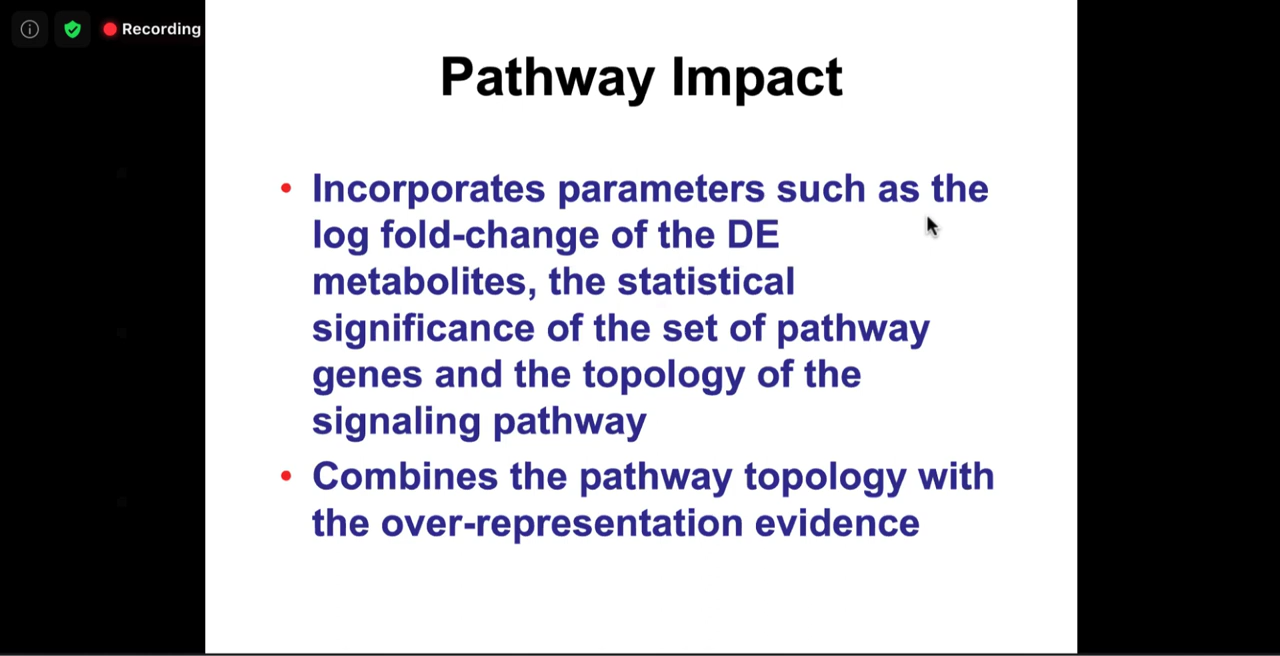 Recording
Pathway Impact
• Incorporates parameters such as the
log fold-change of the DE
metabolites, the statistical
significance of the set of pathway
genes and the topology of the
signaling pathway
• Combines the pathway topology with
the over-representation evidence